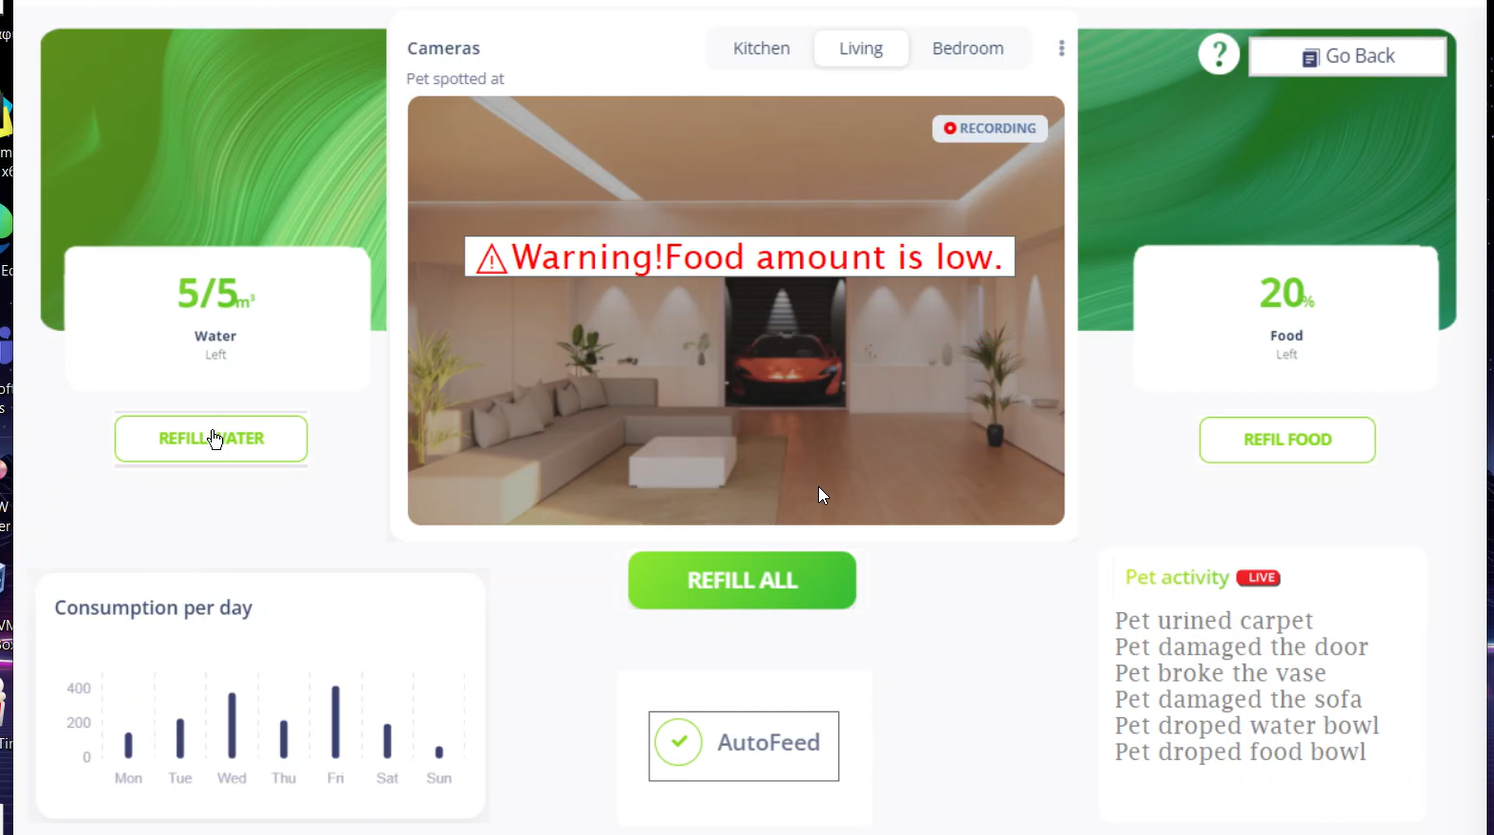 Cameras
Kitchen
Living
Bedroom
Pet spotted at
RECORDING
? Go Back
⚠Warning!Food amount is low.
5/5m³
Water
Left
20%
Food
Left
REFILL WATER
REFIL FOOD
REFILL ALL
Consumption per day
400
200
0
Mon Tue Wed Thu Fri Sat Sun
AutoFeed
Pet activity LIVE
Pet urined carpet
Pet damaged the door
Pet broke the vase
Pet damaged the sofa
Pet droped water bowl
Pet droped food bowl